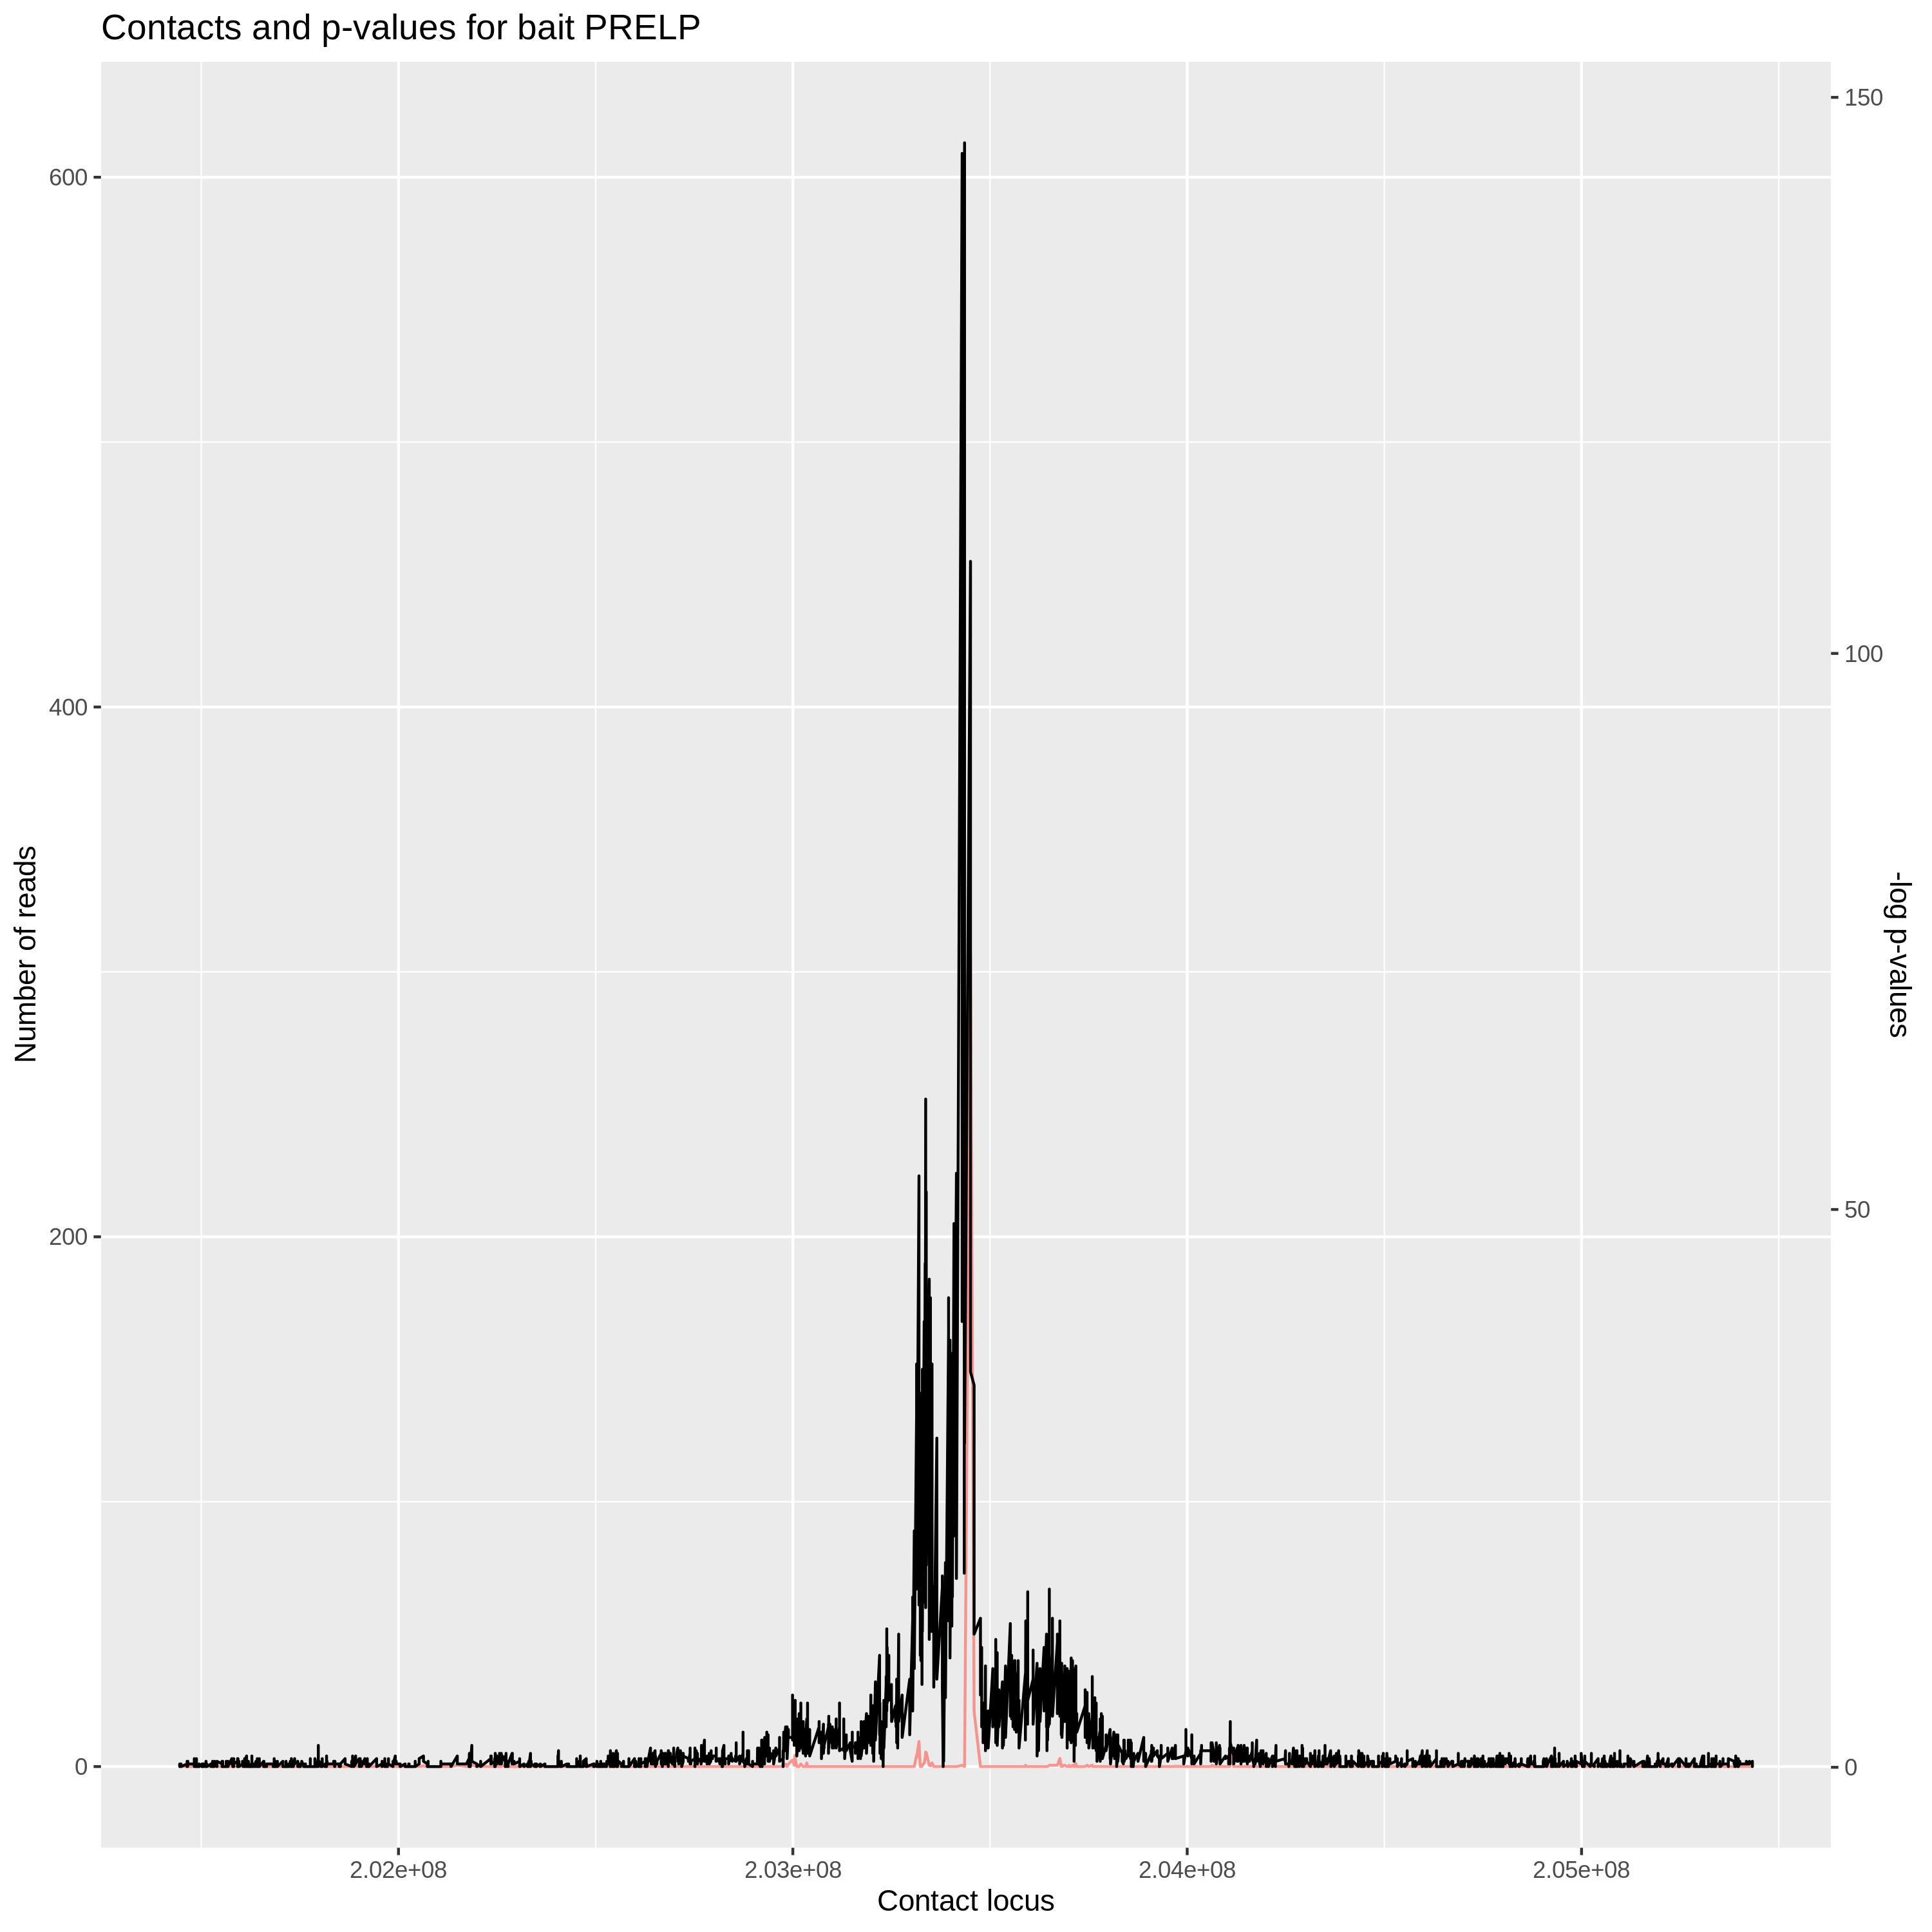 Contacts and p-values for bait PRELP
600
400
200
0
150
100
50
0
Number of reads
-log p-values
2.02e+08
2.03e+08
2.04e+08
2.05e+08
Contact locus